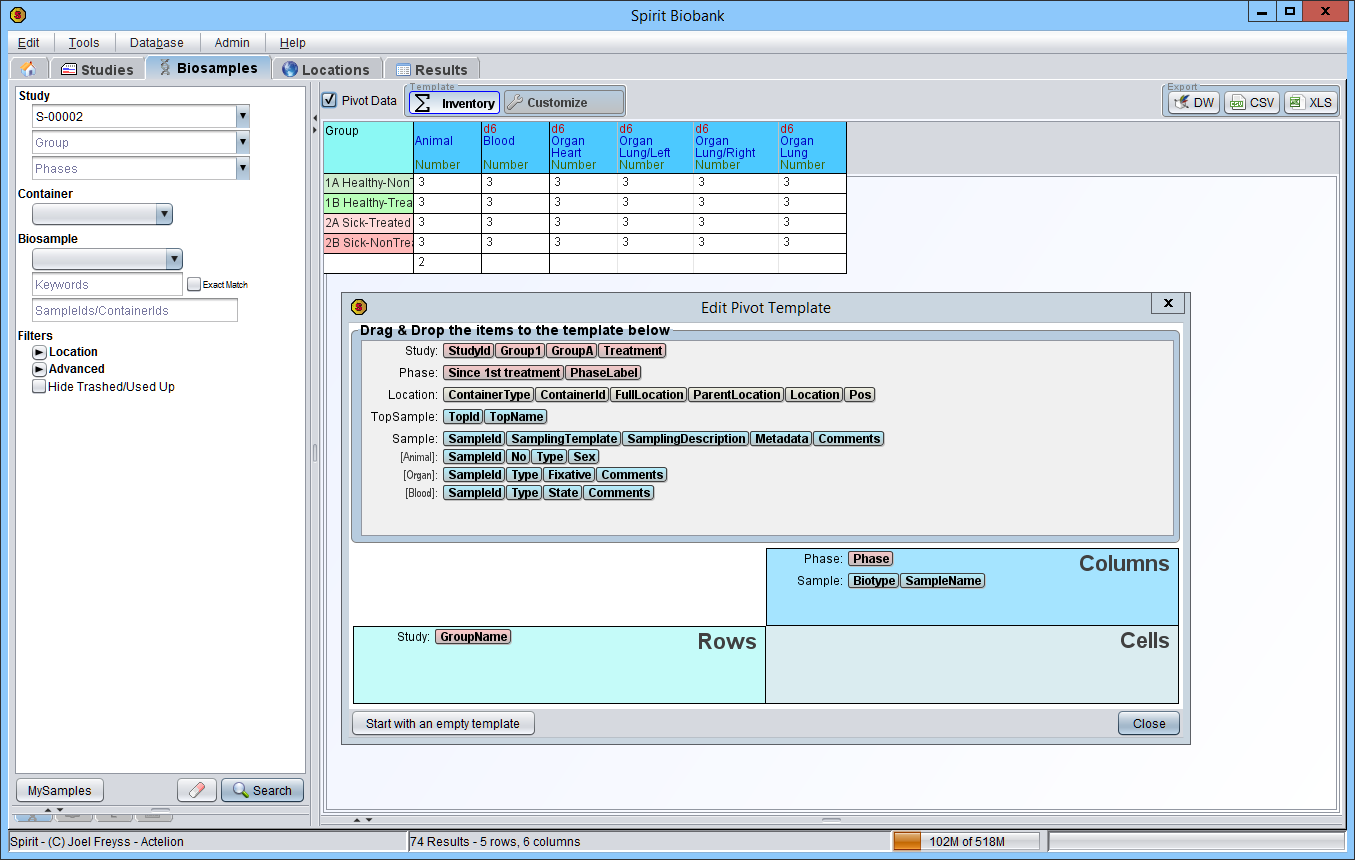 Spirit Biobank
Edit Tools Database Admin Help
Studies Biosamples Locations Results
Study
S-00002
Group
Phases
Container
Biosample
Keywords
Exact Match
SampleIds/ContainerIds
Filters
Location
Advanced
Hide Trashed/Used Up
MySamples
Search
Pivot Data
Template
Inventory
Customize
Export
DW
CSV
XLS
Group
Animal
Number
d6
Blood
Number
d6
Organ
Heart
Number
d6
Organ
Lung/Left
Number
d6
Organ
Lung/Right
Number
d6
Organ
Lung
Number
1A Healthy-NonT 3 3 3 3 3 3
1B Healthy-Trea 3 3 3 3 3 3
2A Sick-Treated 3 3 3 3 3 3
2B Sick-NonTrea 3 3 3 3 3 3
2
Edit Pivot Template
Drag & Drop the items to the template below
Study: StudyId Group1 GroupA Treatment
Phase: Since 1st treatment PhaseLabel
Location: ContainerType ContainerId FullLocation ParentLocation Location Pos
TopSample: TopId TopName
Sample: SampleId SamplingTemplate SamplingDescription Metadata Comments
[Animal]: SampleId No Type Sex
[Organ]: SampleId Type Fixative Comments
[Blood]: SampleId Type State Comments
Phase: Phase
Columns
Sample: Biotype SampleName
Study: GroupName
Rows
Cells
Start with an empty template
Close
Spirit - (C) Joel Freyss - Actelion
74 Results - 5 rows, 6 columns
102M of 518M